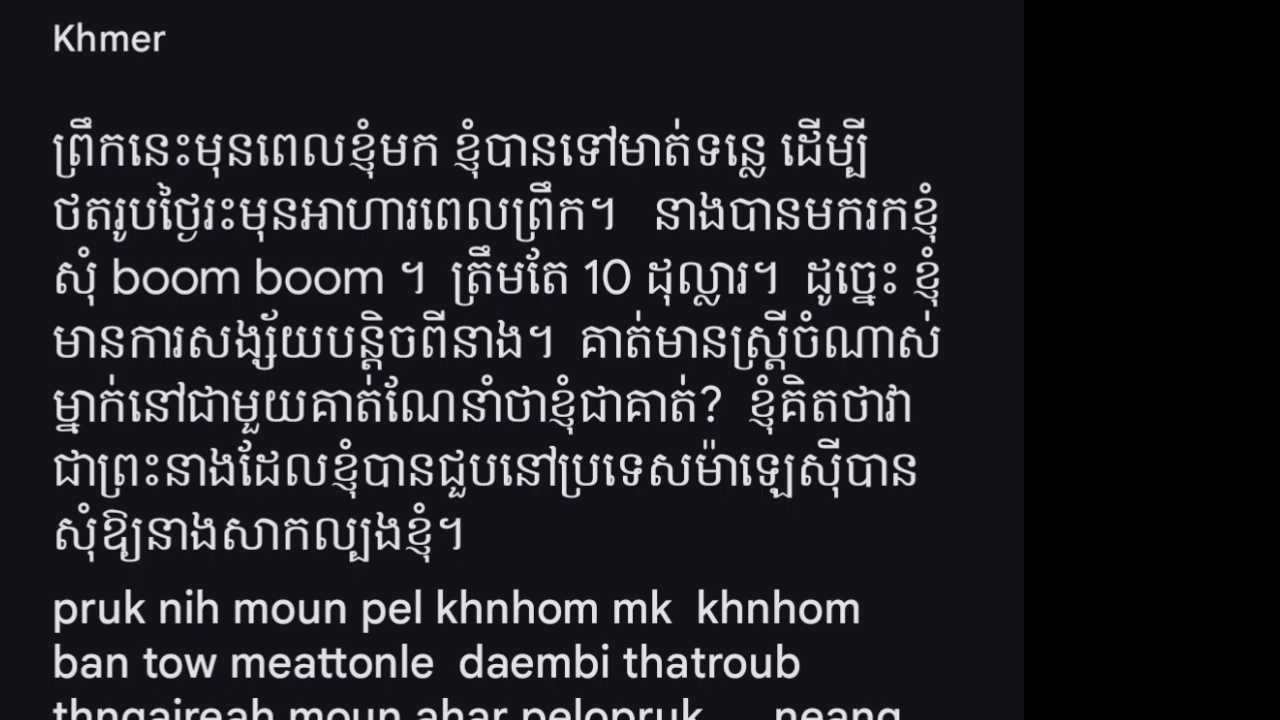 Khmer
ព្រឹកនេះមុនពេលខ្ញុំមក ខ្ញុំបានទៅមាត់ទន្លេ ដើម្បី
ថតរូបថ្ងៃរះមុនអាហារពេលព្រឹក។ នាងបានមករកខ្ញុំ
សុំ boom boom ។ ត្រឹមតែ 10 ដុល្លារ។ ដូច្នេះ ខ្ញុំ
មានការសង្ស័យបន្តិចពីនាង។ គាត់មានស្ត្រីចំណាស់
ម្នាក់នៅជាមួយគាត់ណែនាំថាខ្ញុំជាគាត់? ខ្ញុំគិតថាវា
ជាព្រះនាងដែលខ្ញុំបានជួបនៅប្រទេសម៉ាឡេស៊ីបាន
សុំឱ្យនាងសាកល្បងខ្ញុំ។
pruk nih moun pel khnhom mk khnhom
ban tow meattonle daembi thatroub
thngaireah moun ahar pelopruk neang